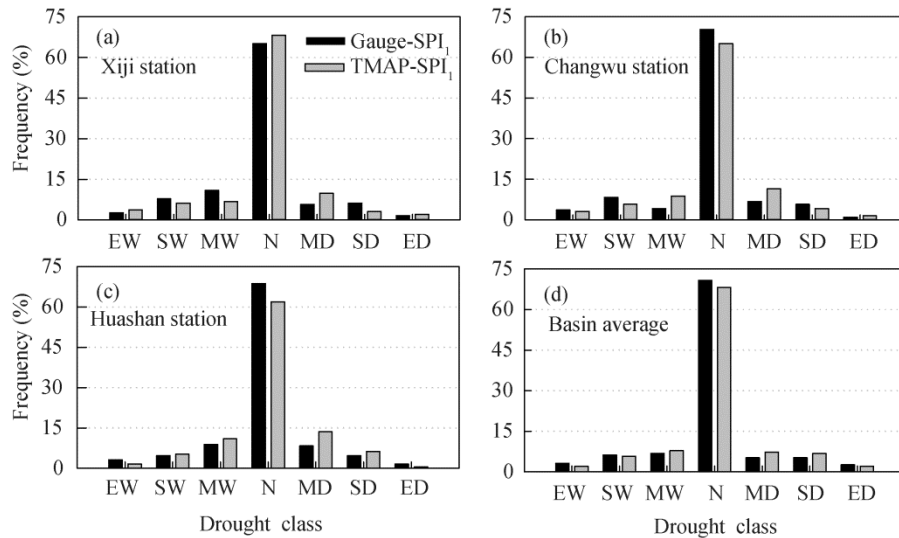 (a)
Xiji station
Gauge-SPI₁
TMAP-SPI₁
Frequency (%)
75
60
45
30
15
0
EW SW MW N MD SD ED
(b)
Changwu station
75
60
45
30
15
0
EW SW MW N MD SD ED
(c)
Huashan station
Frequency (%)
75
60
45
30
15
0
EW SW MW N MD SD ED
Drought class
(d)
Basin average
75
60
45
30
15
0
EW SW MW N MD SD ED
Drought class